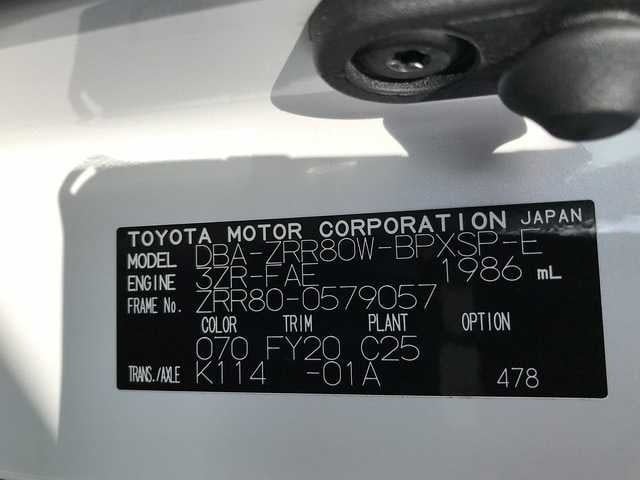 TOYOTA MOTOR CORPORATION JAPAN
MODEL DBA-ZRR80W-BPXSP-E
ENGINE 3ZR-FAE 1986 mL
FRAME No. ZRR80-0579057
COLOR TRIM PLANT OPTION
070 FY20 C25
TRANS./AXLE K114 -01A 478